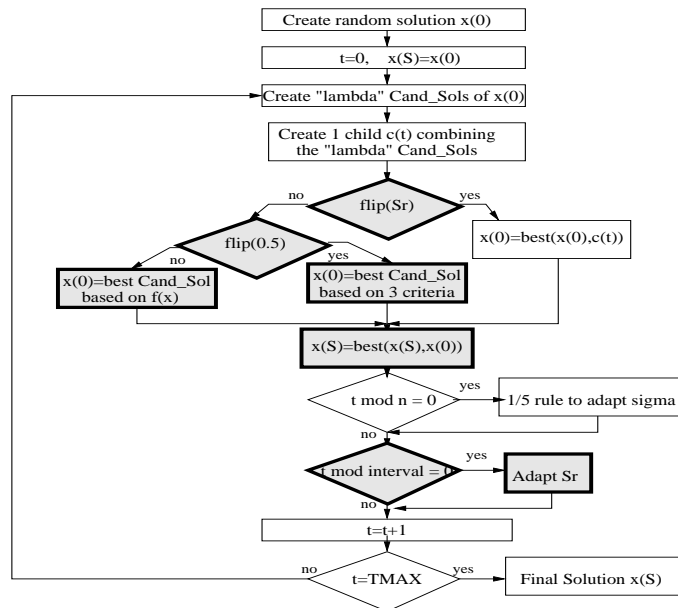 Create random solution x(0)
t=0, x(S)=x(0)
Create "lambda" Cand_Sols of x(0)
Create 1 child c(t) combining
the "lambda" Cand_Sols
no
yes
flip(Sr)
flip(0.5)
x(0)=best(x(0),c(t))
no
yes
x(0)=best Cand_Sol
based on f(x)
x(0)=best Cand_Sol
based on 3 criteria
x(S)=best(x(S),x(0))
yes
t mod n = 0
1/5 rule to adapt sigma
no
yes
t mod interval = 0
Adapt Sr
no
t=t+1
no
yes
t=TMAX
Final Solution x(S)